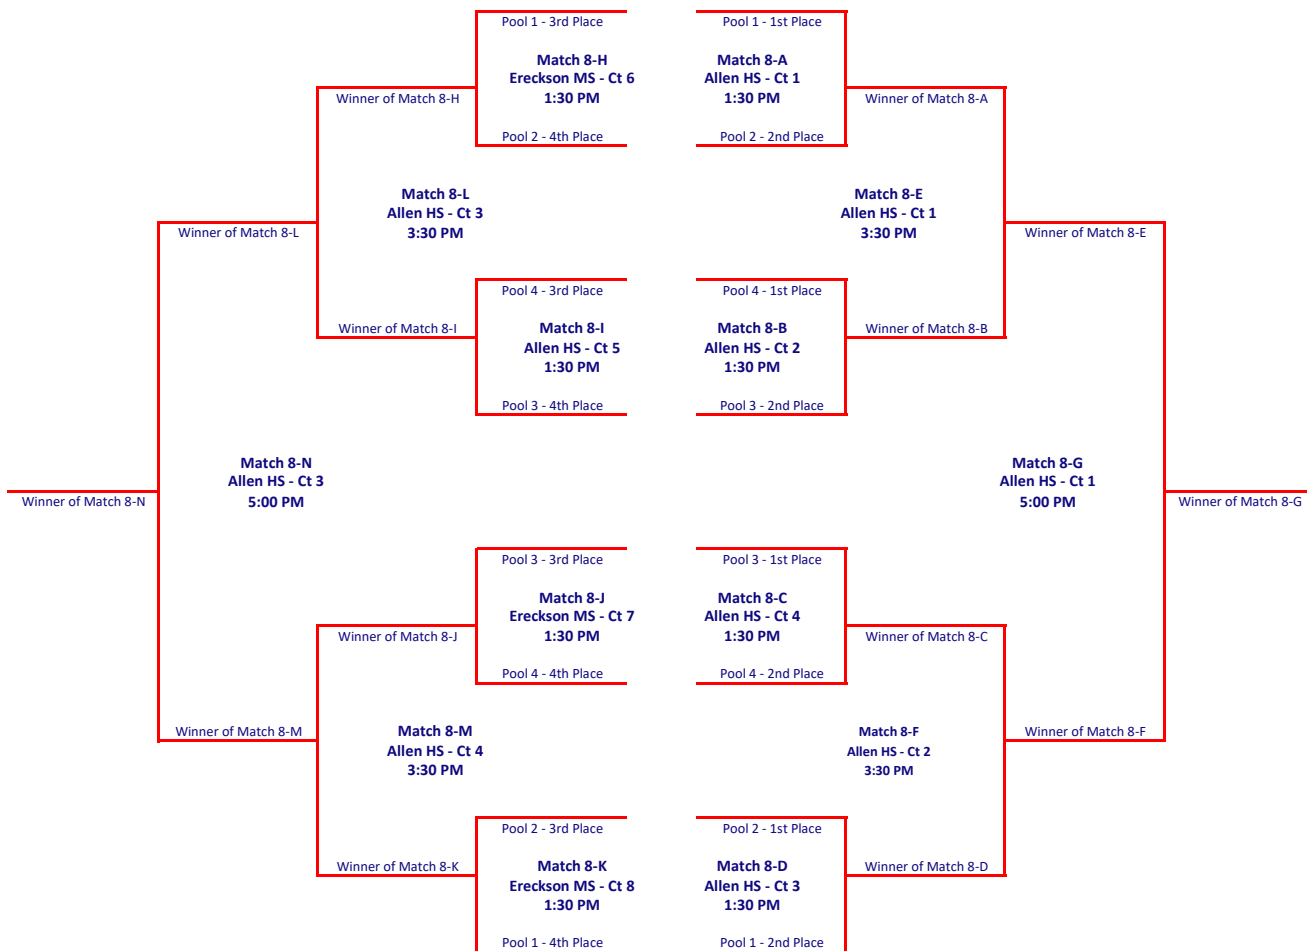 Pool 1 - 3rd Place
Pool 1 - 1st Place
Match 8-H
Ereckson MS - Ct 6
1:30 PM
Match 8-A
Allen HS - Ct 1
1:30 PM
Winner of Match 8-H
Winner of Match 8-A
Pool 2 - 4th Place
Pool 2 - 2nd Place
Match 8-L
Allen HS - Ct 3
3:30 PM
Match 8-E
Allen HS - Ct 1
3:30 PM
Winner of Match 8-L
Winner of Match 8-E
Pool 4 - 3rd Place
Pool 4 - 1st Place
Winner of Match 8-I
Match 8-I
Allen HS - Ct 5
1:30 PM
Match 8-B
Allen HS - Ct 2
1:30 PM
Winner of Match 8-B
Pool 3 - 4th Place
Pool 3 - 2nd Place
Match 8-N
Allen HS - Ct 3
5:00 PM
Match 8-G
Allen HS - Ct 1
5:00 PM
Winner of Match 8-N
Winner of Match 8-G
Pool 3 - 3rd Place
Pool 3 - 1st Place
Match 8-J
Ereckson MS - Ct 7
1:30 PM
Match 8-C
Allen HS - Ct 4
1:30 PM
Winner of Match 8-J
Winner of Match 8-C
Pool 4 - 4th Place
Pool 4 - 2nd Place
Winner of Match 8-M
Match 8-M
Allen HS - Ct 4
3:30 PM
Match 8-F
Allen HS - Ct 2
3:30 PM
Winner of Match 8-F
Pool 2 - 3rd Place
Pool 2 - 1st Place
Winner of Match 8-K
Match 8-K
Ereckson MS - Ct 8
1:30 PM
Match 8-D
Allen HS - Ct 3
1:30 PM
Winner of Match 8-D
Pool 1 - 4th Place
Pool 1 - 2nd Place